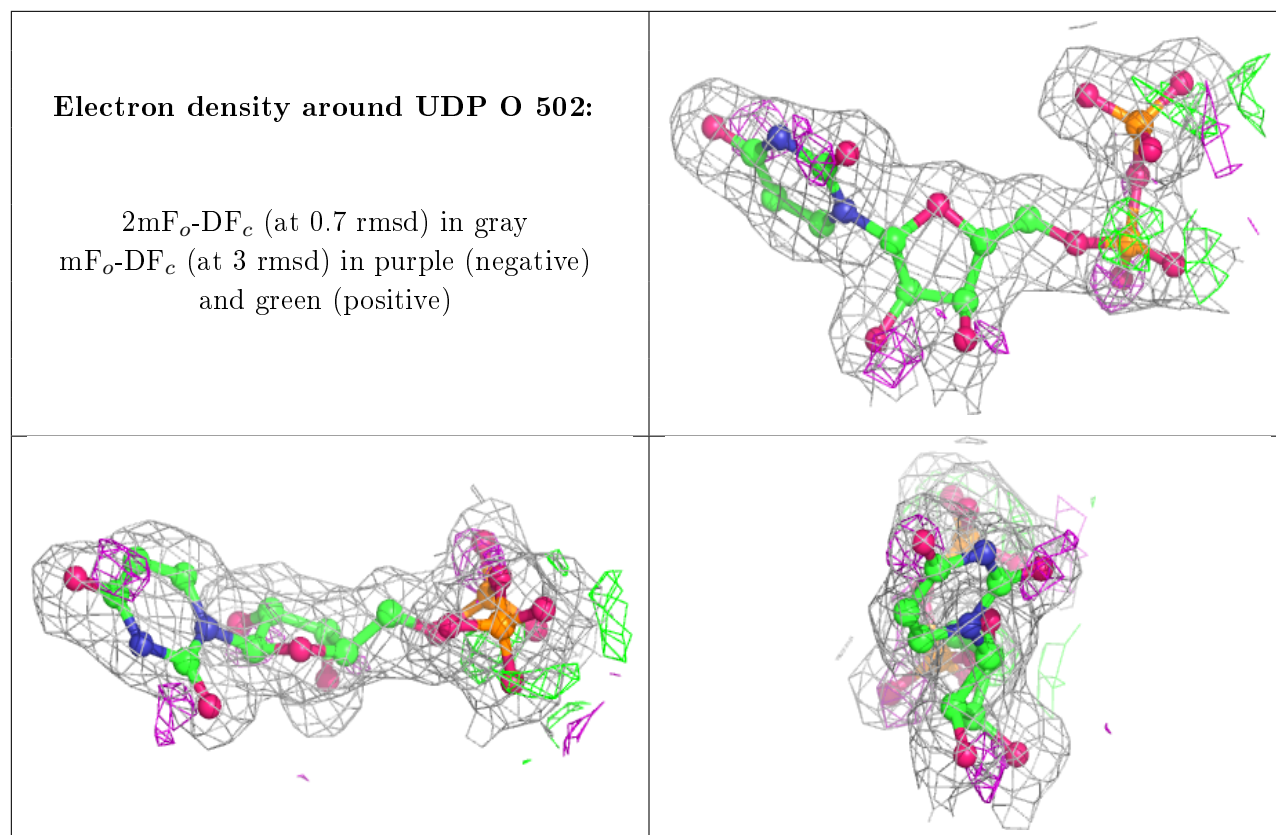 Electron density around UDP O 502:
2mFₒ-DF𝒸 (at 0.7 rmsd) in gray
mFₒ-DF𝒸 (at 3 rmsd) in purple (negative)
and green (positive)